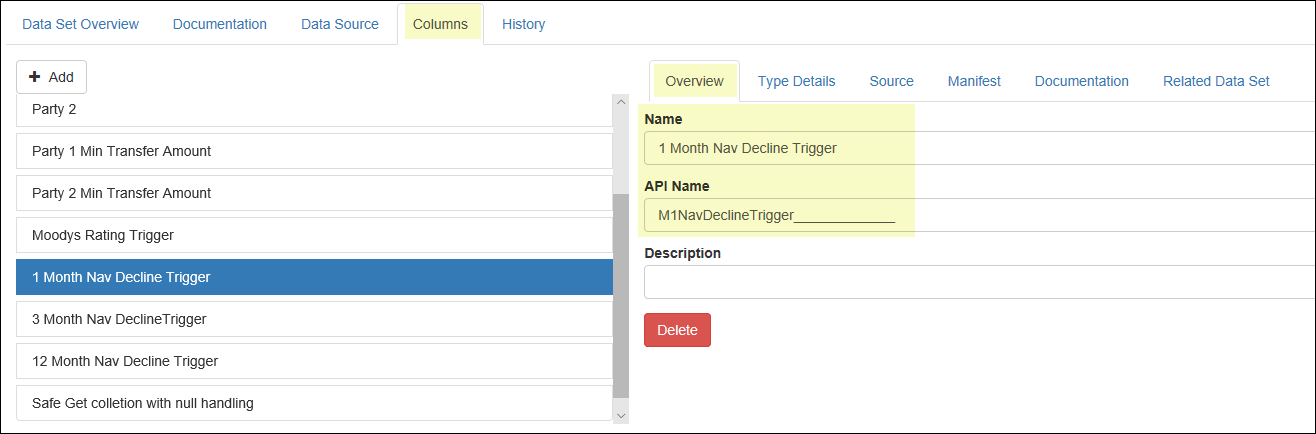 Data Set Overview Documentation Data Source Columns History
+ Add
Party 2
Party 1 Min Transfer Amount
Party 2 Min Transfer Amount
Moodys Rating Trigger
1 Month Nav Decline Trigger
3 Month Nav DeclineTrigger
12 Month Nav Decline Trigger
Safe Get colletion with null handling
Overview Type Details Source Manifest Documentation Related Data Set
Name
1 Month Nav Decline Trigger
API Name
M1NavDeclineTrigger_____________
Description
Delete